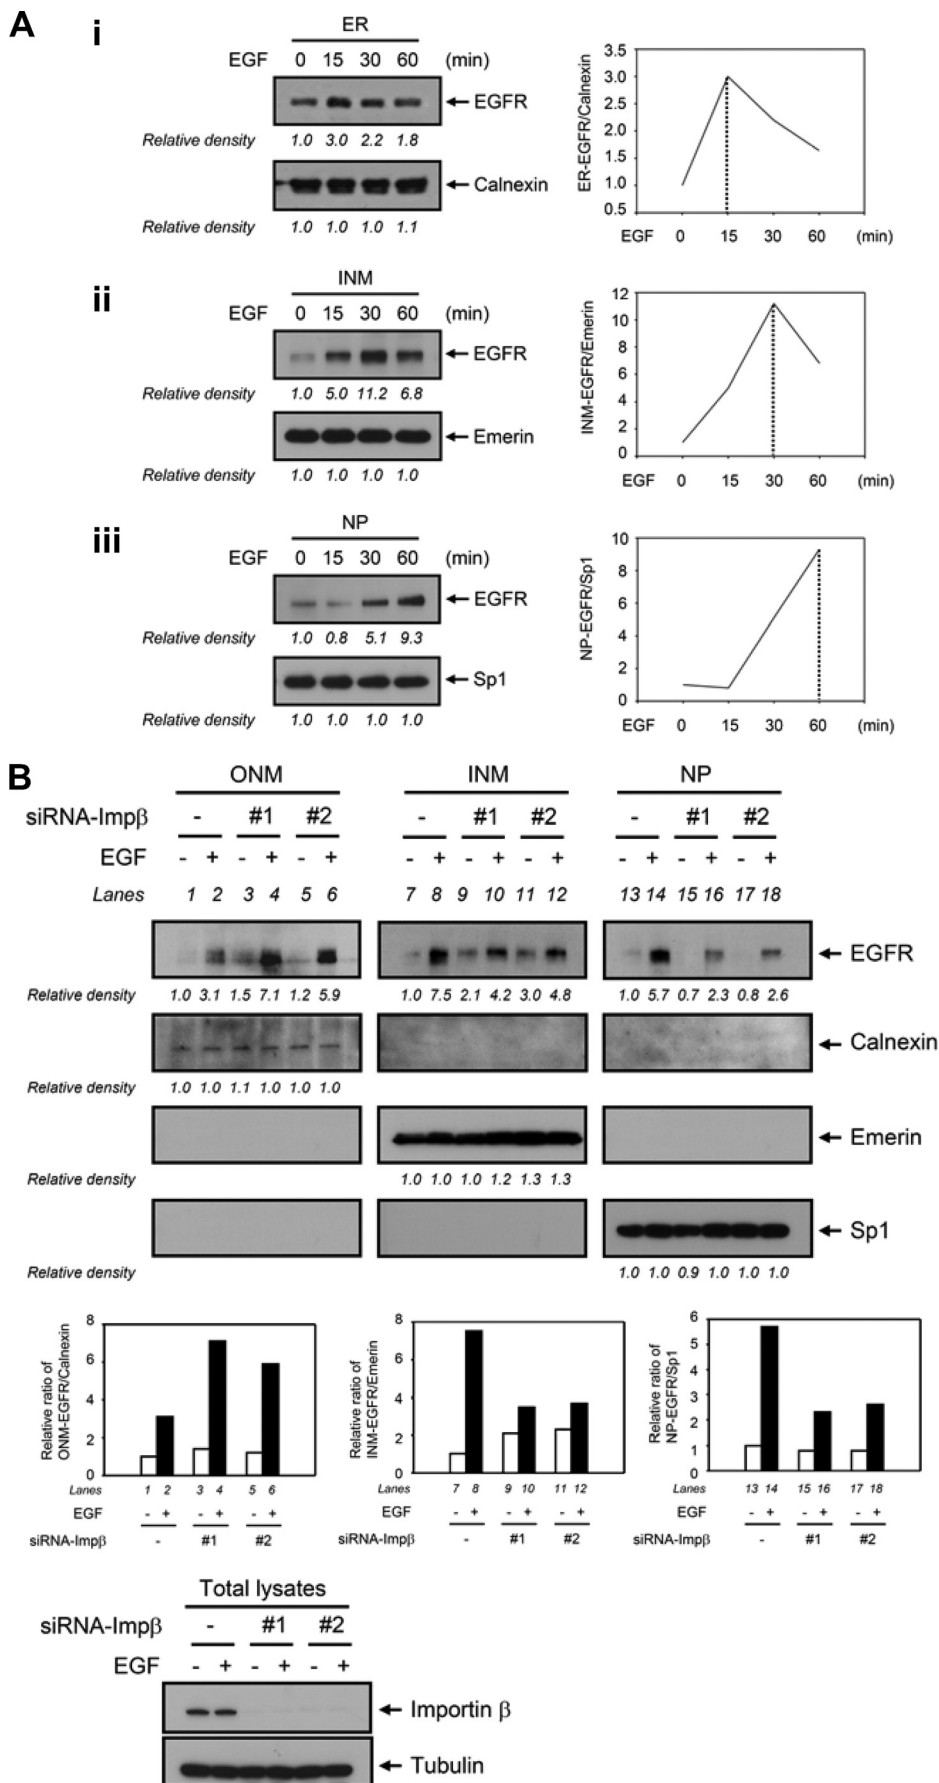 A
i
ER
EGF 0 15 30 60 (min)
EGFR
Relative density 1.0 3.0 2.2 1.8
Calnexin
Relative density 1.0 1.0 1.0 1.1
ER-EGFR/Calnexin
3.5
3.0
2.5
2.0
1.5
1.0
0.5
EGF 0 15 30 60 (min)
ii
INM
EGF 0 15 30 60 (min)
EGFR
Relative density 1.0 5.0 11.2 6.8
Emerin
Relative density 1.0 1.0 1.0 1.0
INM-EGFR/Emerin
12
10
8
6
4
2
0
EGF 0 15 30 60 (min)
iii
NP
EGF 0 15 30 60 (min)
EGFR
Relative density 1.0 0.8 5.1 9.3
Sp1
Relative density 1.0 1.0 1.0 1.0
NP-EGFR/Sp1
10
8
6
4
2
0
EGF 0 15 30 60 (min)
B
ONM INM NP
siRNA-Impβ - #1 #2 - #1 #2 - #1 #2
EGF - + - + - + - + - + - + - + - + - +
Lanes 1 2 3 4 5 6 7 8 9 10 11 12 13 14 15 16 17 18
EGFR
Relative density 1.0 3.1 1.5 7.1 1.2 5.9 1.0 7.5 2.1 4.2 3.0 4.8 1.0 5.7 0.7 2.3 0.8 2.6
Calnexin
Relative density 1.0 1.0 1.1 1.0 1.0 1.0
Emerin
Relative density 1.0 1.0 1.0 1.2 1.3 1.3
Sp1
Relative density 1.0 1.0 0.9 1.0 1.0 1.0
Relative ratio of
ONM-EGFR/Calnexin
8
6
4
2
0
Lanes 1 2 3 4 5 6
EGF - + - + - +
siRNA-Impβ - #1 #2
Relative ratio of
INM-EGFR/Emerin
8
6
4
2
0
Lanes 7 8 9 10 11 12
EGF - + - + - +
siRNA-Impβ - #1 #2
Relative ratio of
NP-EGFR/Sp1
6
5
4
3
2
1
0
Lanes 13 14 15 16 17 18
EGF - + - + - +
siRNA-Impβ - #1 #2
Total lysates
siRNA-Impβ - #1 #2
EGF - + - + - +
Importin β
Tubulin